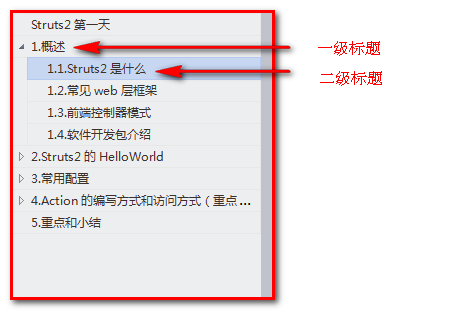 Struts2 第一天
1.概述
一级标题
1.1.Struts2 是什么
二级标题
1.2.常见 web 层框架
1.3.前端控制器模式
1.4.软件开发包介绍
2.Struts2 的 HelloWorld
3.常用配置
4.Action 的编写方式和访问方式（重点 ...
5.重点和小结